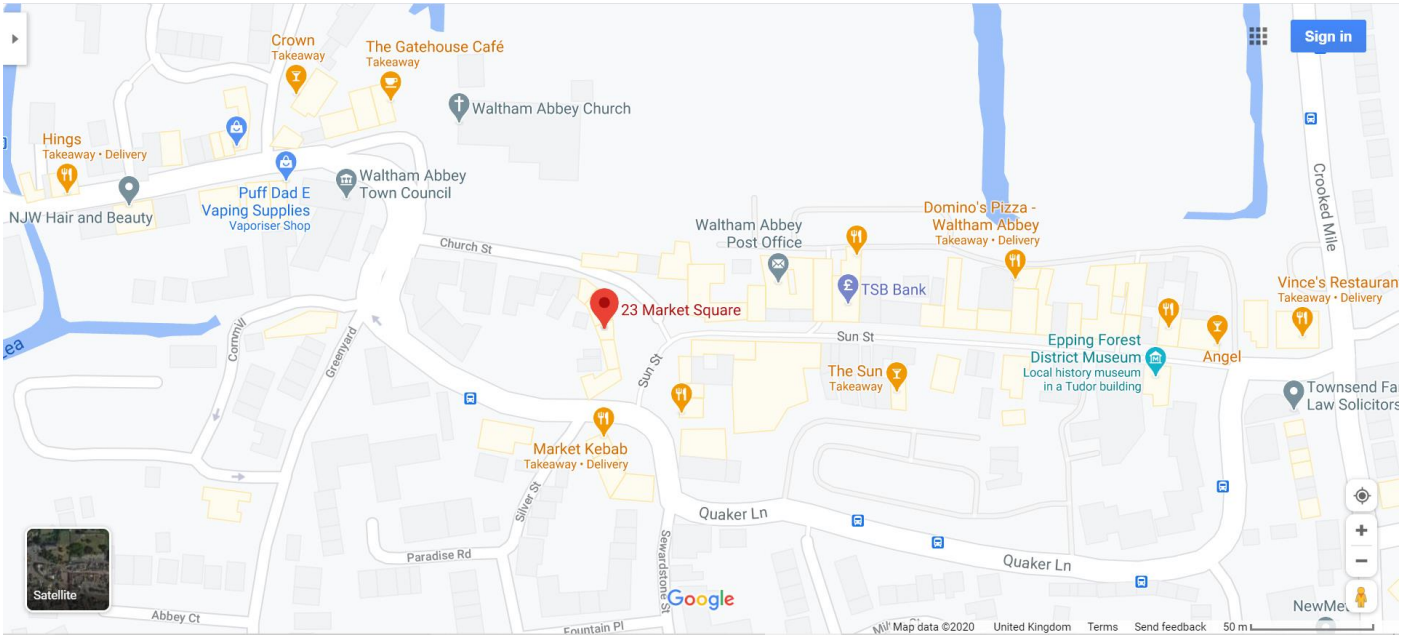 Crown
Takeaway
The Gatehouse Café
Takeaway
Sign in
Waltham Abbey Church
Hings
Takeaway • Delivery
Waltham Abbey
Town Council
Puff Dad E
Vaping Supplies
Vaporiser Shop
NJW Hair and Beauty
Crooked Mile
Domino's Pizza -
Waltham Abbey
Takeaway • Delivery
Waltham Abbey
Post Office
Church St
TSB Bank
Vince's Restauran
Takeaway • Delivery
23 Market Square
Sun St
Epping Forest
District Museum
Local history museum
in a Tudor building
Angel
ea
Greenyard
Sun St
The Sun
Takeaway
Townsend Fa
Law Solicitors
Market Kebab
Takeaway • Delivery
Silver St
Quaker Ln
Paradise Rd
Sewardstone St
Quaker Ln
Satellite
Google
NewMe
Abbey Ct
Fountain Pl
Map data ©2020
United Kingdom
Terms
Send feedback
50 m